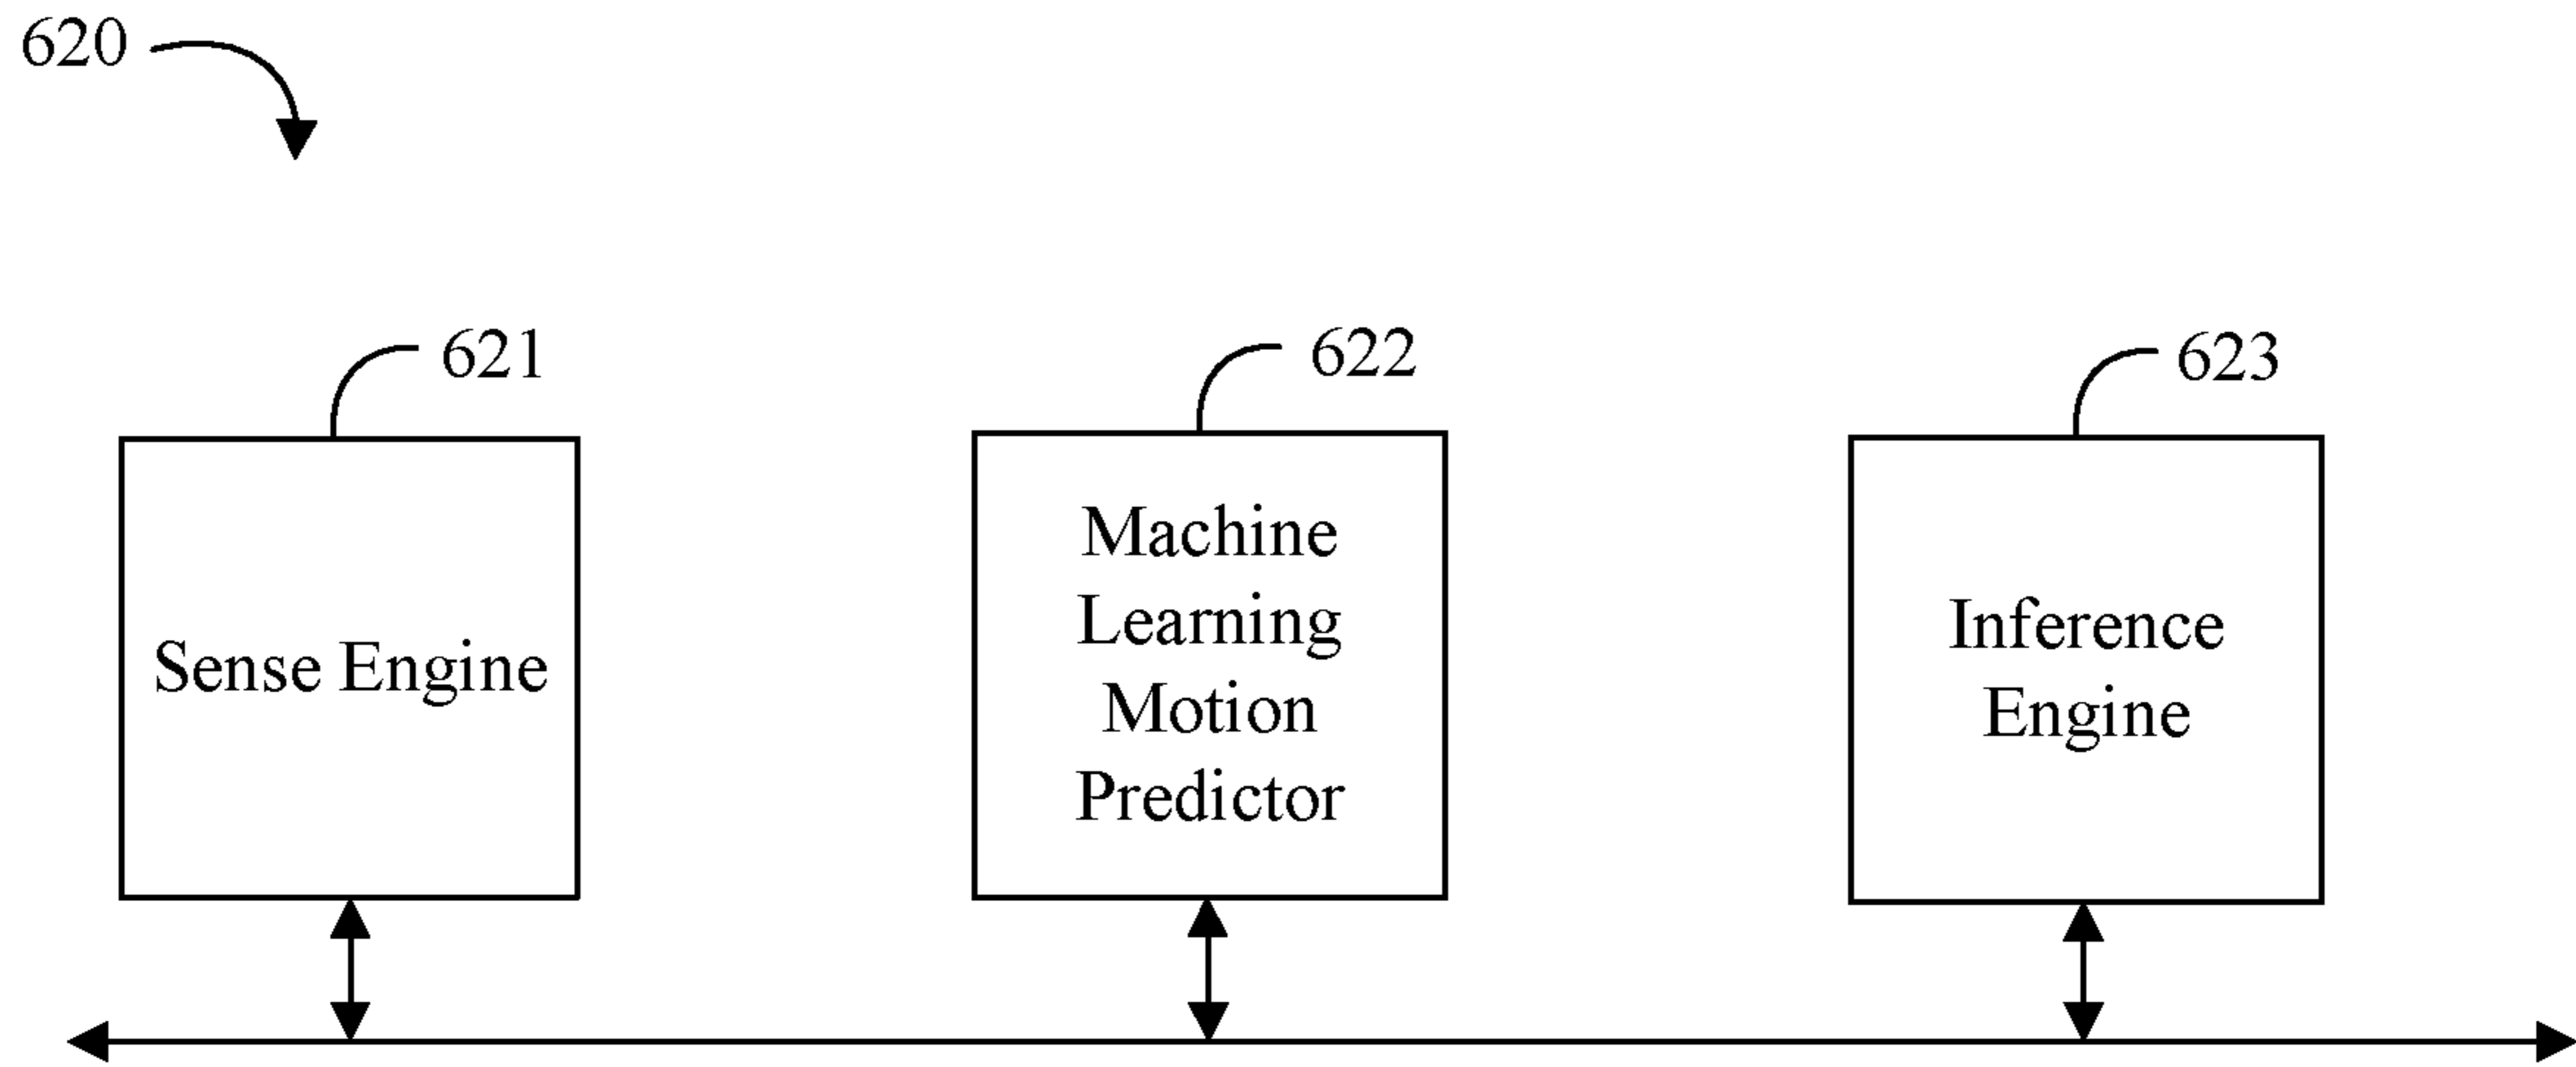 620
621
622
623
Sense Engine
Machine
Learning
Motion
Predictor
Inference
Engine